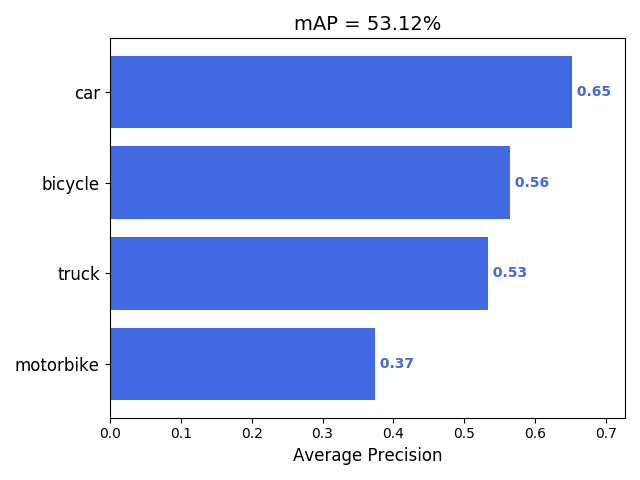 mAP = 53.12%
car 0.65
bicycle 0.56
truck 0.53
motorbike 0.37
0.0 0.1 0.2 0.3 0.4 0.5 0.6 0.7
Average Precision